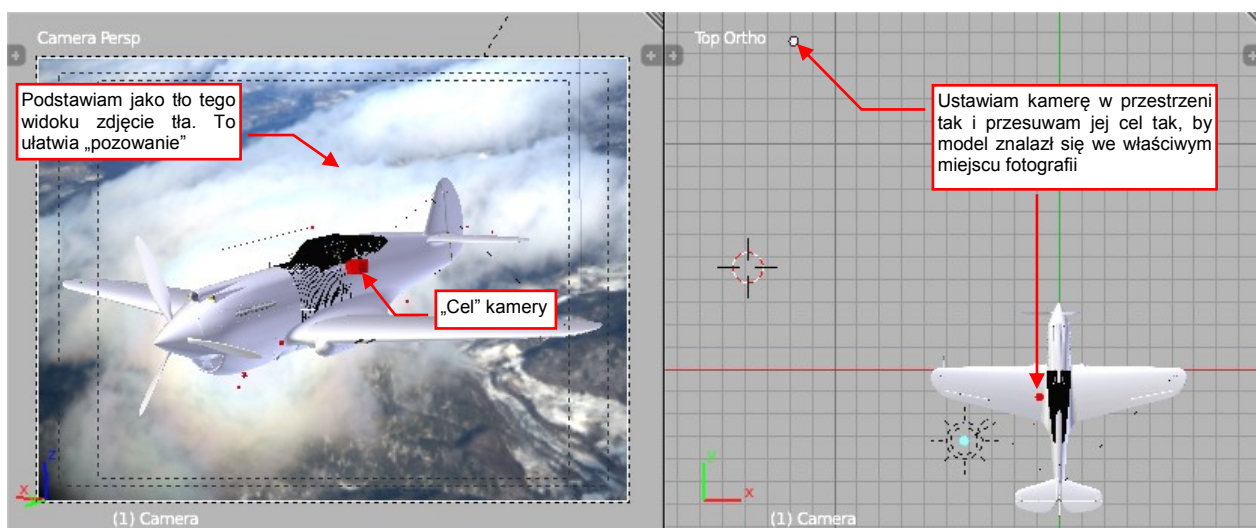 Camera Persp
Podstawiam jako tło tego
widoku zdjęcie tła. To
ułatwia „pozowanie”
„Cel” kamery
z
x
(1) Camera
Top Ortho
Ustawiam kamerę w przestrzeni
tak i przesuwam jej cel tak, by
model znalazł się we właściwym
miejscu fotografii
y
x
(1) Camera